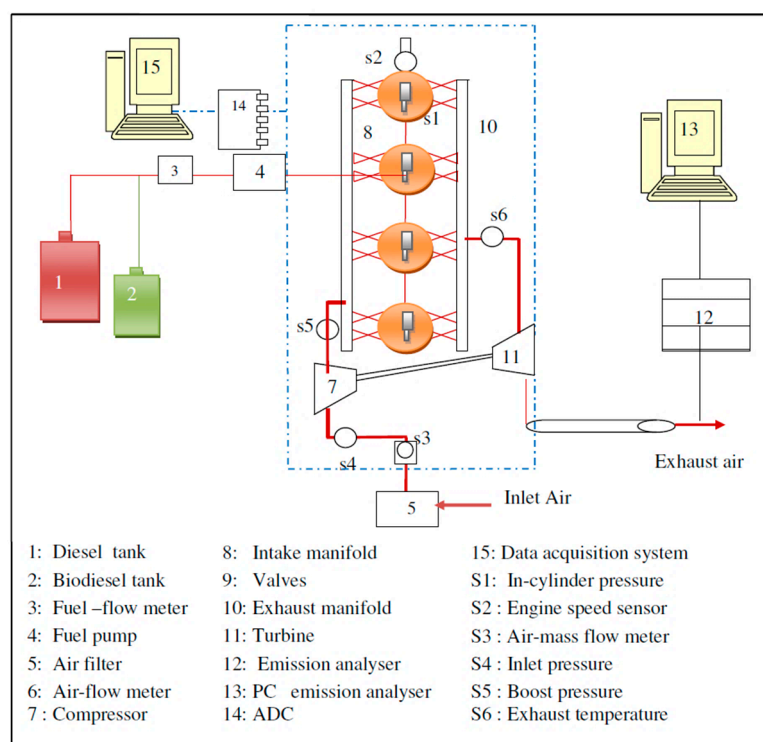 15
s2
14
s1
8
10
13
3
4
s6
1
2
12
s5
11
7
s3
s4
Exhaust air
Inlet Air
5
1: Diesel tank
2: Biodiesel tank
3: Fuel –flow meter
4: Fuel pump
5: Air filter
6: Air-flow meter
7 : Compressor
8: Intake manifold
9: Valves
10: Exhaust manifold
11: Turbine
12: Emission analyser
13: PC emission analyser
14: ADC
15: Data acquisition system
S1: In-cylinder pressure
S2 : Engine speed sensor
S3 : Air-mass flow meter
S4 : Inlet pressure
S5 : Boost pressure
S6 : Exhaust temperature